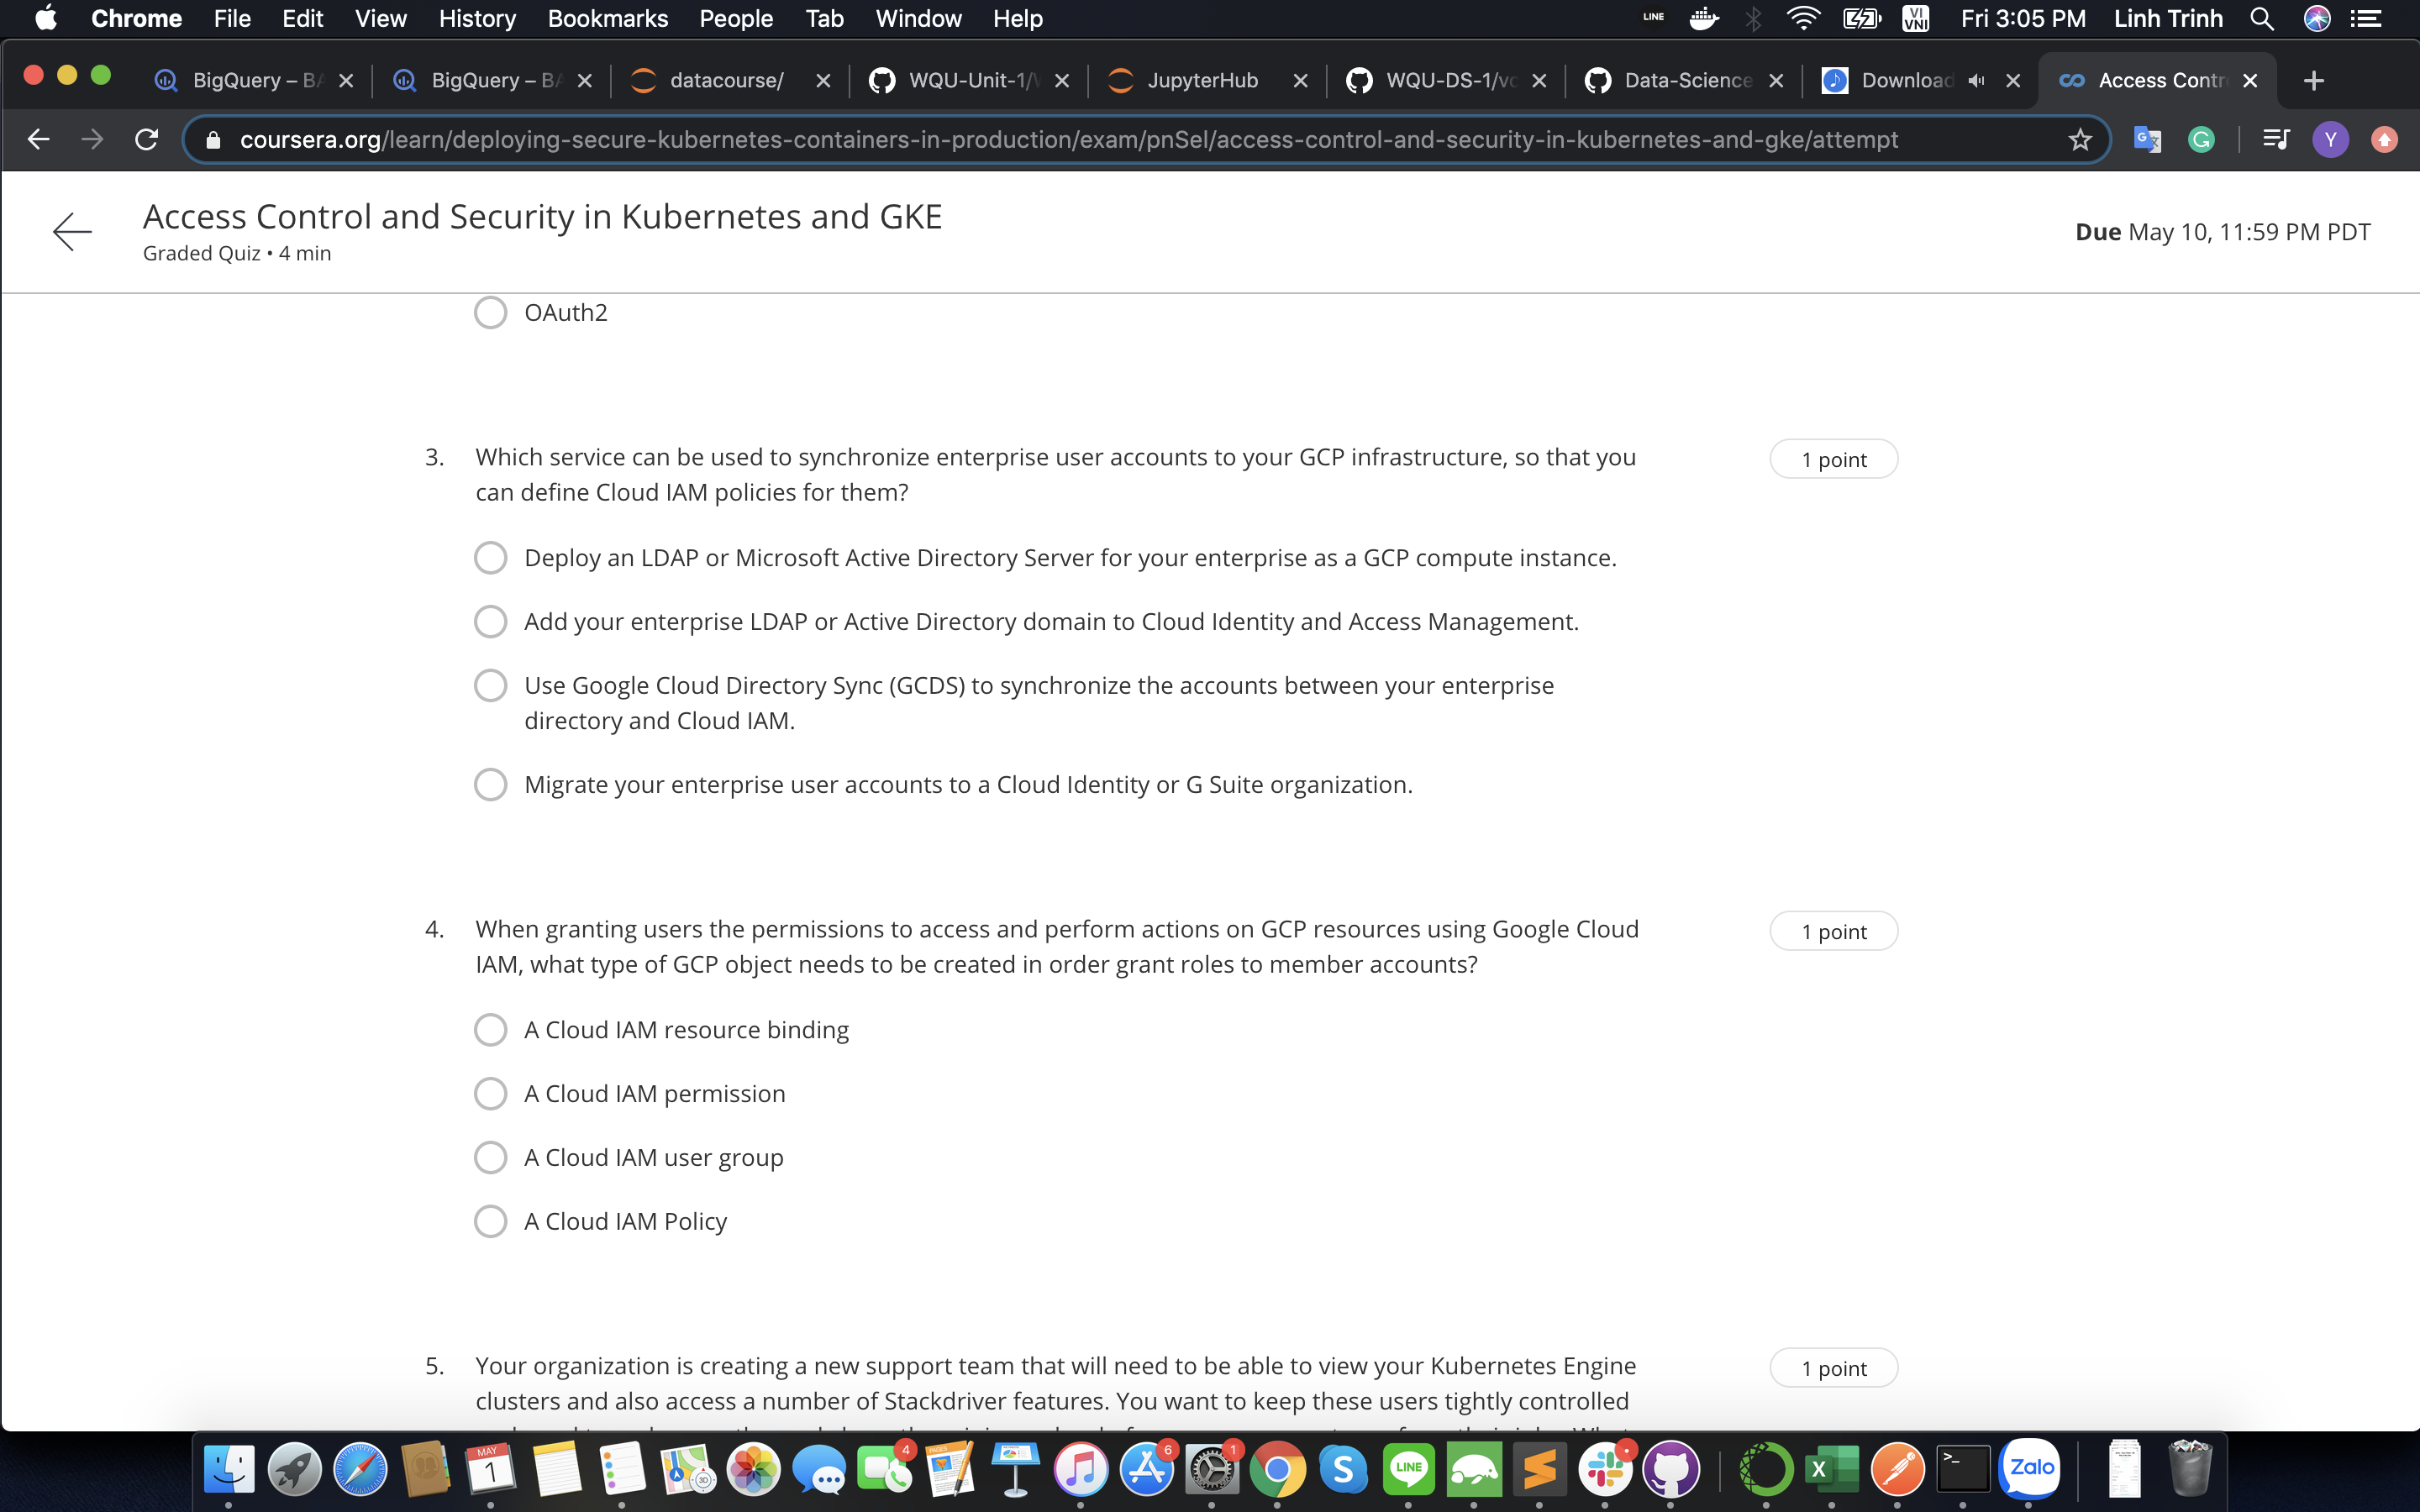 Chrome File Edit View History Bookmarks People Tab Window Help LINE VI VNI Fri 3:05 PM Linh Trinh
BigQuery – BA BigQuery – BA datacourse/ WQU-Unit-1/ JupyterHub WQU-DS-1/vc Data-Science Download Access Contr
coursera.org/learn/deploying-secure-kubernetes-containers-in-production/exam/pnSel/access-control-and-security-in-kubernetes-and-gke/attempt Y
Access Control and Security in Kubernetes and GKE
Graded Quiz • 4 min
Due May 10, 11:59 PM PDT
OAuth2
3. Which service can be used to synchronize enterprise user accounts to your GCP infrastructure, so that you
can define Cloud IAM policies for them?
1 point
Deploy an LDAP or Microsoft Active Directory Server for your enterprise as a GCP compute instance.
Add your enterprise LDAP or Active Directory domain to Cloud Identity and Access Management.
Use Google Cloud Directory Sync (GCDS) to synchronize the accounts between your enterprise
directory and Cloud IAM.
Migrate your enterprise user accounts to a Cloud Identity or G Suite organization.
4. When granting users the permissions to access and perform actions on GCP resources using Google Cloud
IAM, what type of GCP object needs to be created in order grant roles to member accounts?
1 point
A Cloud IAM resource binding
A Cloud IAM permission
A Cloud IAM user group
A Cloud IAM Policy
5. Your organization is creating a new support team that will need to be able to view your Kubernetes Engine
clusters and also access a number of Stackdriver features. You want to keep these users tightly controlled
1 point
MAY 1 3D 4 PAGES 6 1 S LINE X >_ Zalo